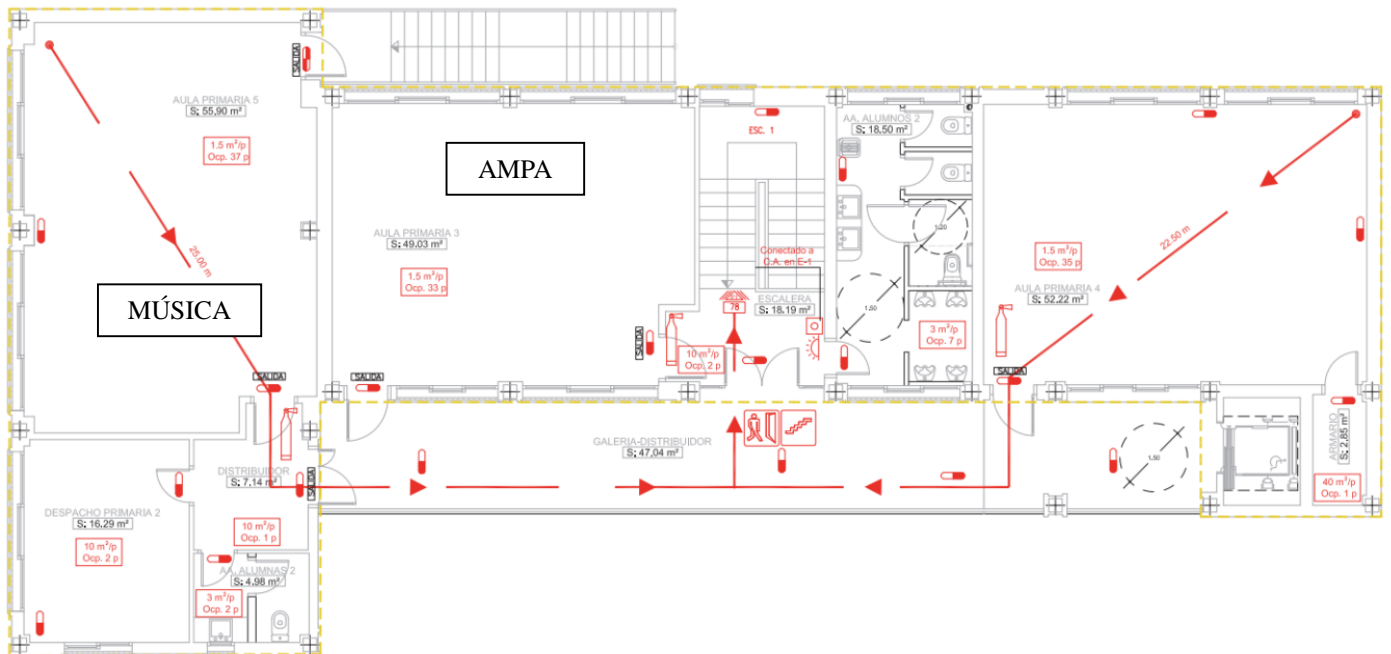 SALIDA
AULA PRIMARIA 5
S: 55,90 m²
1.5 m²/p
Ocp. 37 p
25.00 m
MÚSICA
SALIDA
AMPA
AULA PRIMARIA 3
S: 49.03 m²
1.5 m²/p
Ocp. 33 p
SALIDA
SALIDA
ESC. 1
Conectado a
C.A. en E-1
78
ESCALERA
S: 18.19 m²
10 m²/p
Ocp. 2 p
AA. ALUMNOS 2
S: 18,50 m²
1.20
1.50
3 m²/p
Ocp. 7 p
22.50 m
1.5 m²/p
Ocp. 35 p
AULA PRIMARIA 4
S: 52.22 m²
SALIDA
GALERIA-DISTRIBUIDOR
S: 47,04 m²
1.50
ARMARIO
S: 2,85 m²
40 m²/p
Ocp. 1 p
DISTRIBUIDOR
S: 7.14 m²
SALIDA
10 m²/p
Ocp. 1 p
DESPACHO PRIMARIA 2
S: 16.29 m²
10 m²/p
Ocp. 2 p
AA. ALUMNAS 2
S: 4,98 m²
3 m²/p
Ocp. 2 p